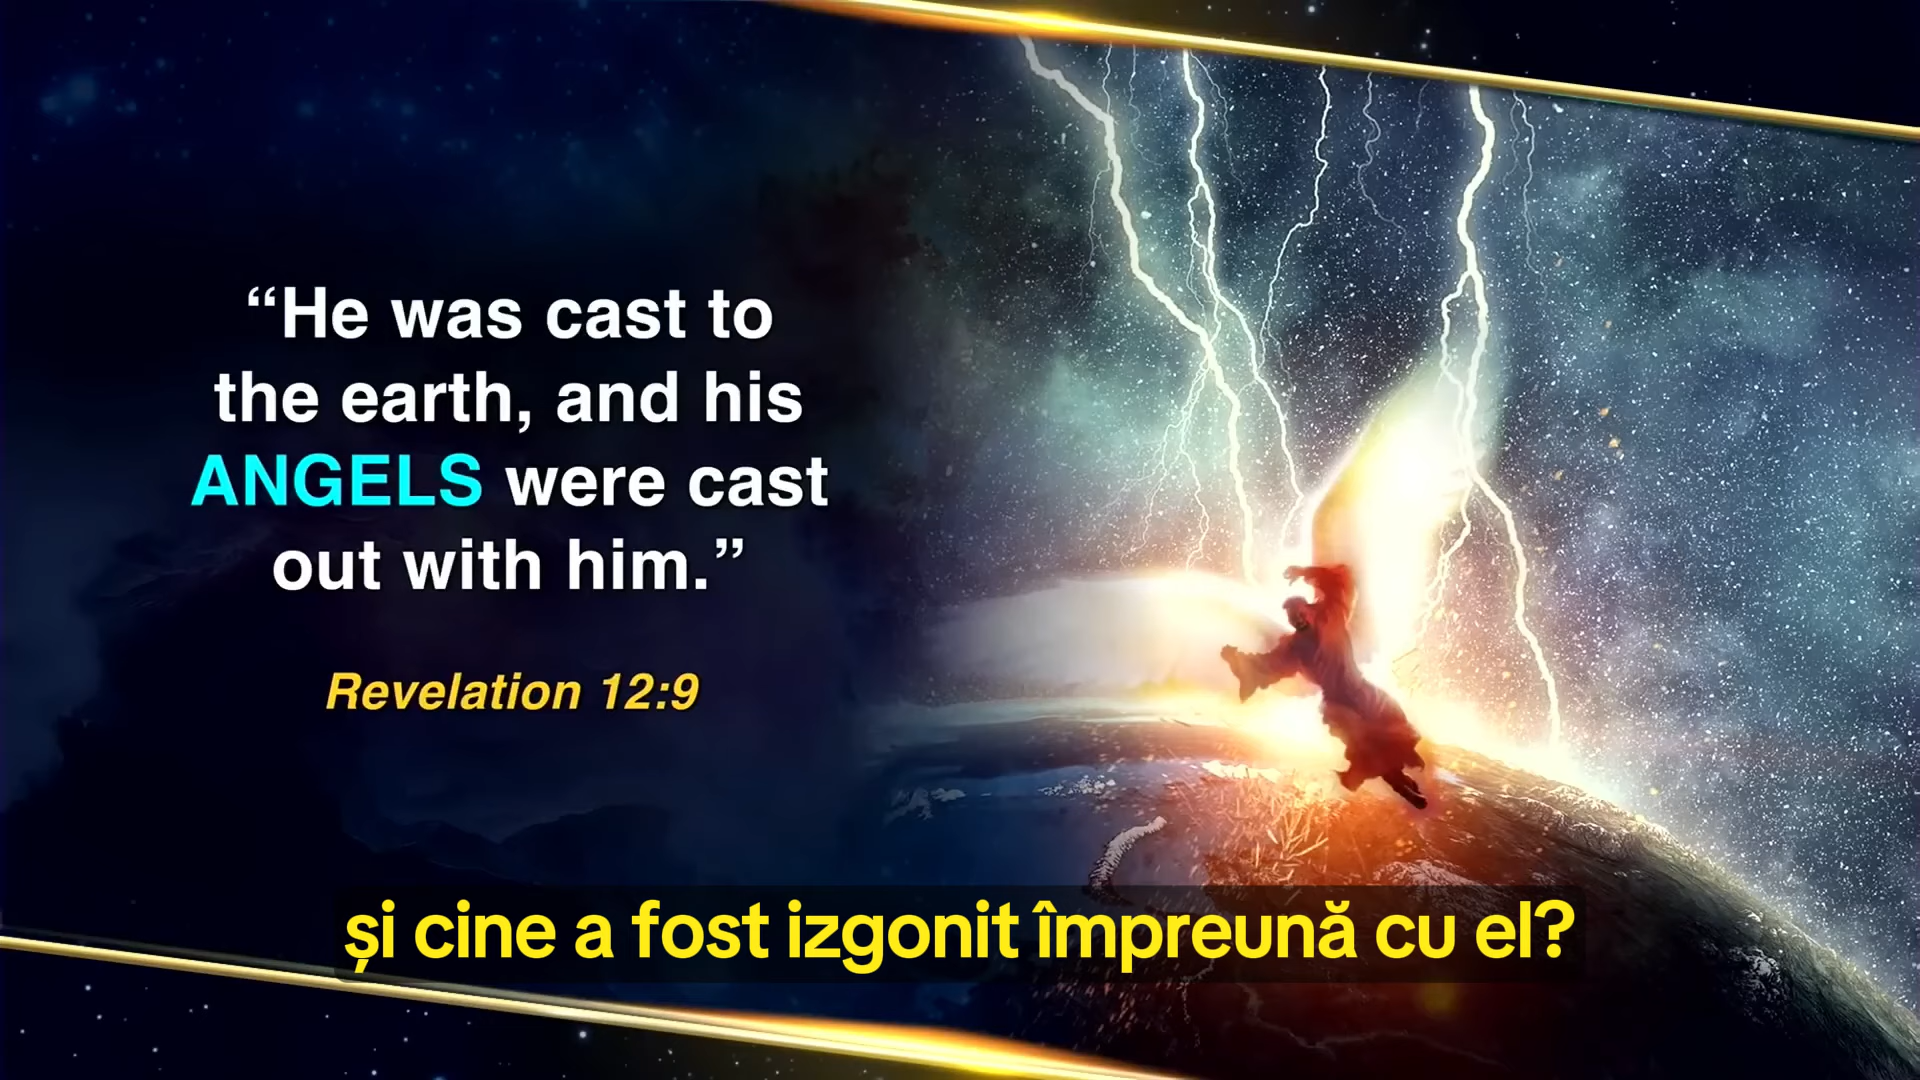 “He was cast to
the earth, and his
ANGELS were cast
out with him.”
Revelation 12:9
și cine a fost izgonit împreună cu el?